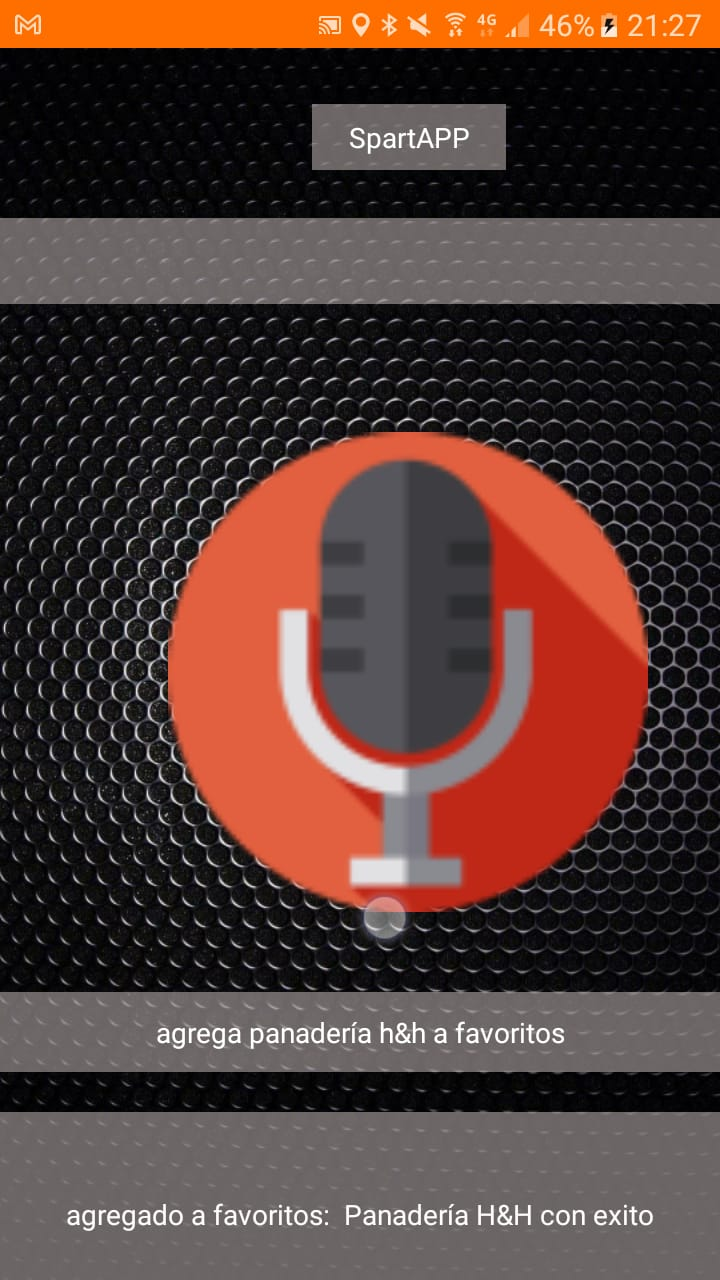 4G 46% 21:27
SpartAPP
agrega panadería h&h a favoritos
agregado a favoritos:  Panadería H&H con exito